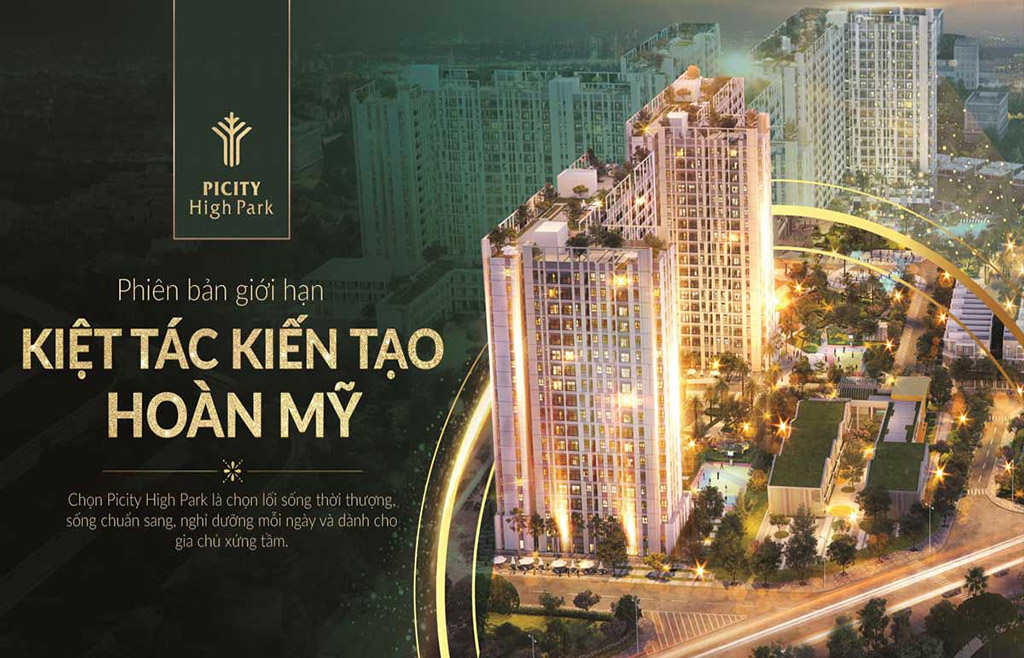 PICITY
High Park
Phiên bản giới hạn
KIỆT TÁC KIẾN TẠO
HOÀN MỸ
Chọn Picity High Park là chọn lối sống thời thượng,
sống chuẩn sang, nghỉ dưỡng mỗi ngày và dành cho
gia chủ xứng tầm.